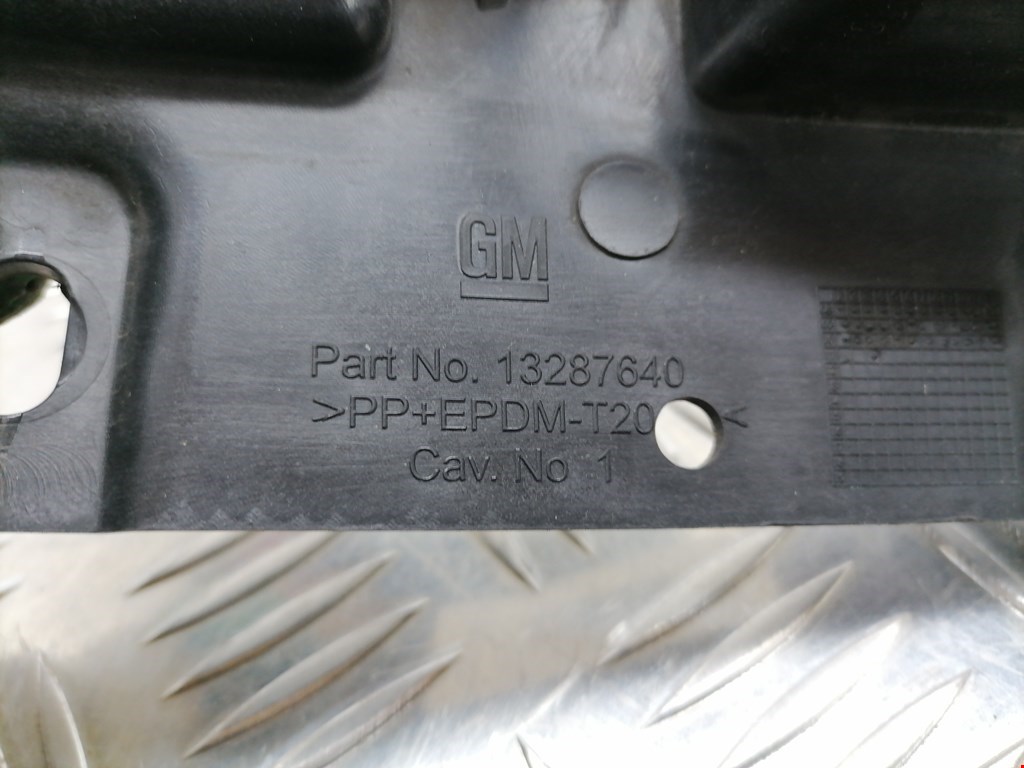 GM
Part No. 13287640
>PP+EPDM-T20 <
Cav. No 1